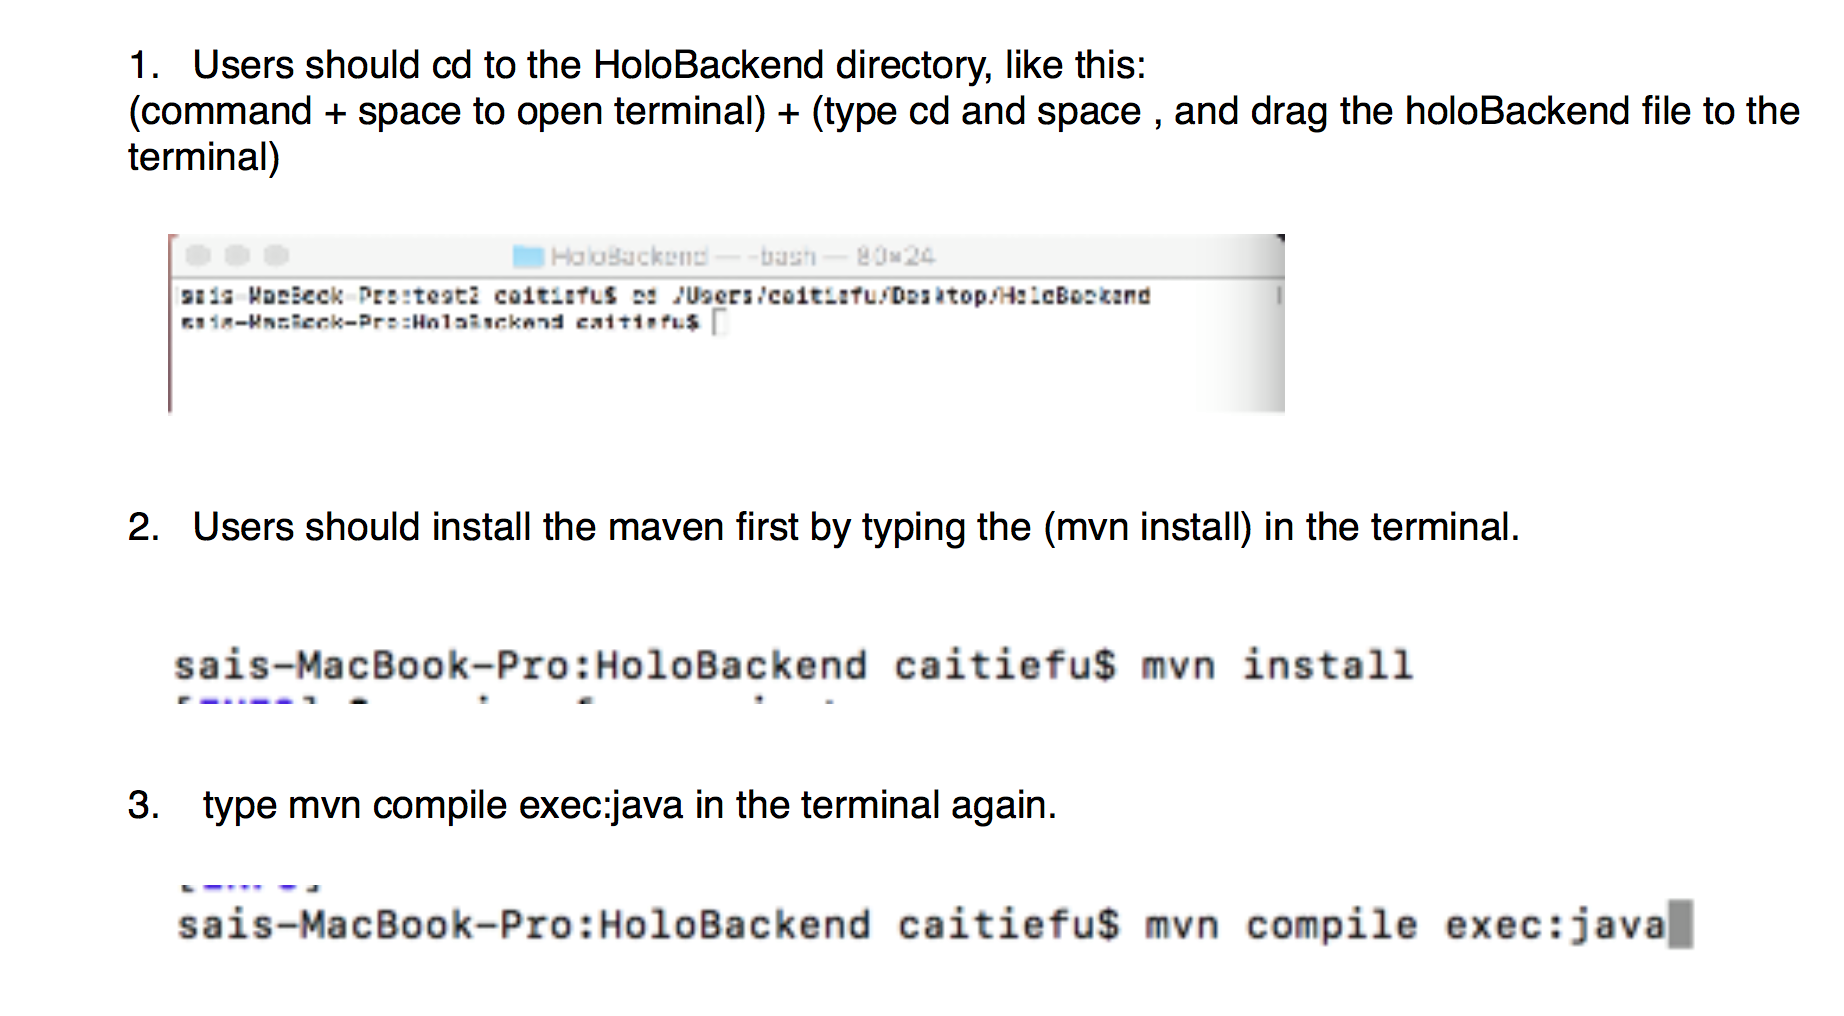 1. Users should cd to the HoloBackend directory, like this:
(command + space to open terminal) + (type cd and space , and drag the holoBackend file to the
terminal)
HoloBackend — -bash — 80×24
sais-MacBook-Pro:test2 caitiefu$ cd /Users/caitiefu/Desktop/HoloBackend
sais-MacBook-Pro:HoloBackend caitiefu$
2. Users should install the maven first by typing the (mvn install) in the terminal.
sais-MacBook-Pro:HoloBackend caitiefu$ mvn install
3. type mvn compile exec:java in the terminal again.
sais-MacBook-Pro:HoloBackend caitiefu$ mvn compile exec:java